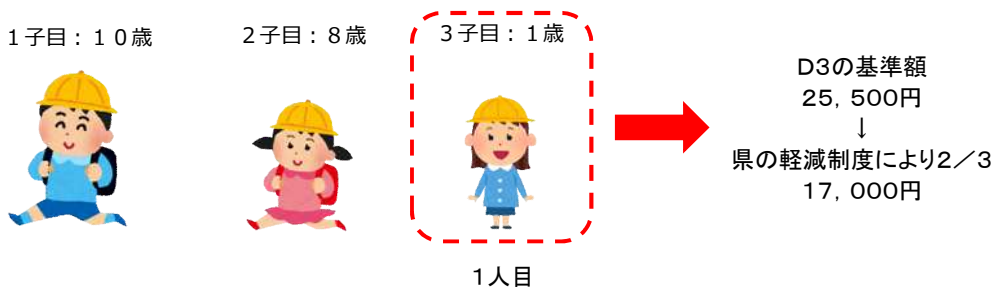 １子目：１０歳
２子目：８歳
３子目：１歳
D３の基準額
２５，５００円
↓
県の軽減制度により２／３
１７，０００円
１人目